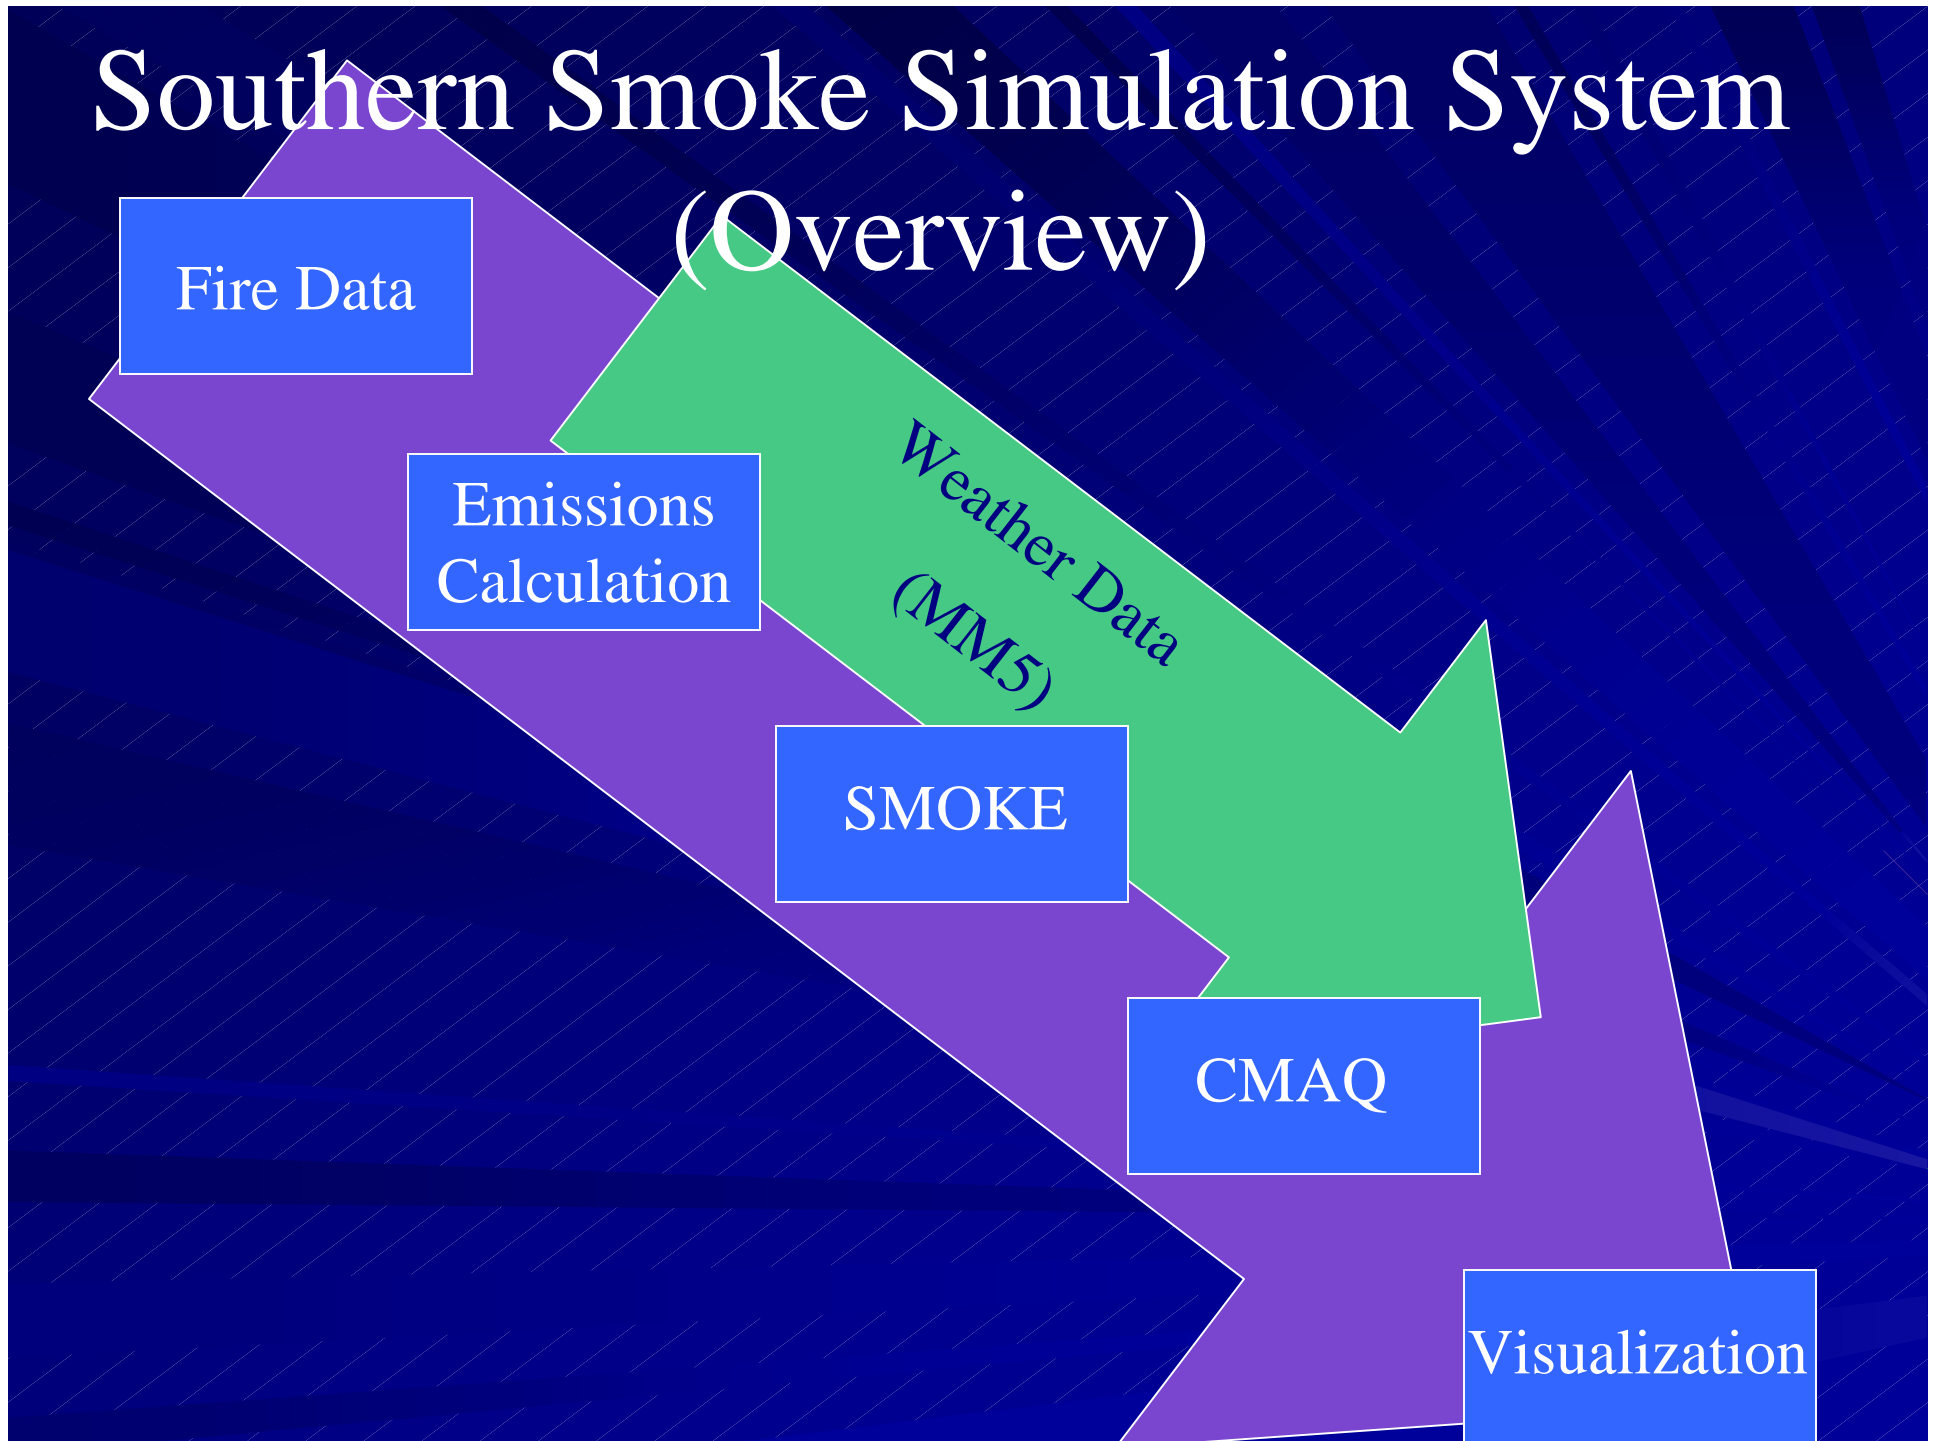 Southern Smoke Simulation System
(Overview)
Fire Data
Emissions
Calculation
Weather Data
(MM5)
SMOKE
CMAQ
Visualization